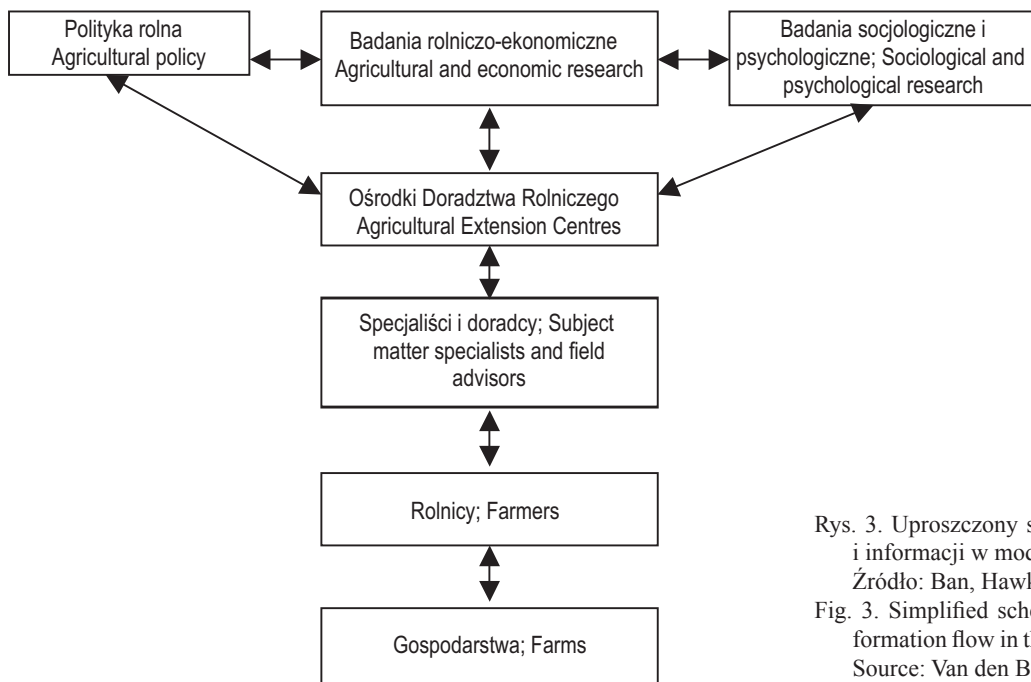 Polityka rolna
Agricultural policy
Badania rolniczo-ekonomiczne
Agricultural and economic research
Badania socjologiczne i
psychologiczne; Sociological and
psychological research
Ośrodki Doradztwa Rolniczego
Agricultural Extension Centres
Specjaliści i doradcy; Subject
matter specialists and field
advisors
Rolnicy; Farmers
Gospodarstwa; Farms
Rys. 3. Uproszczony s
i informacji w mod
Źródło: Ban, Hawk
Fig. 3. Simplified sche
formation flow in th
Source: Van den B